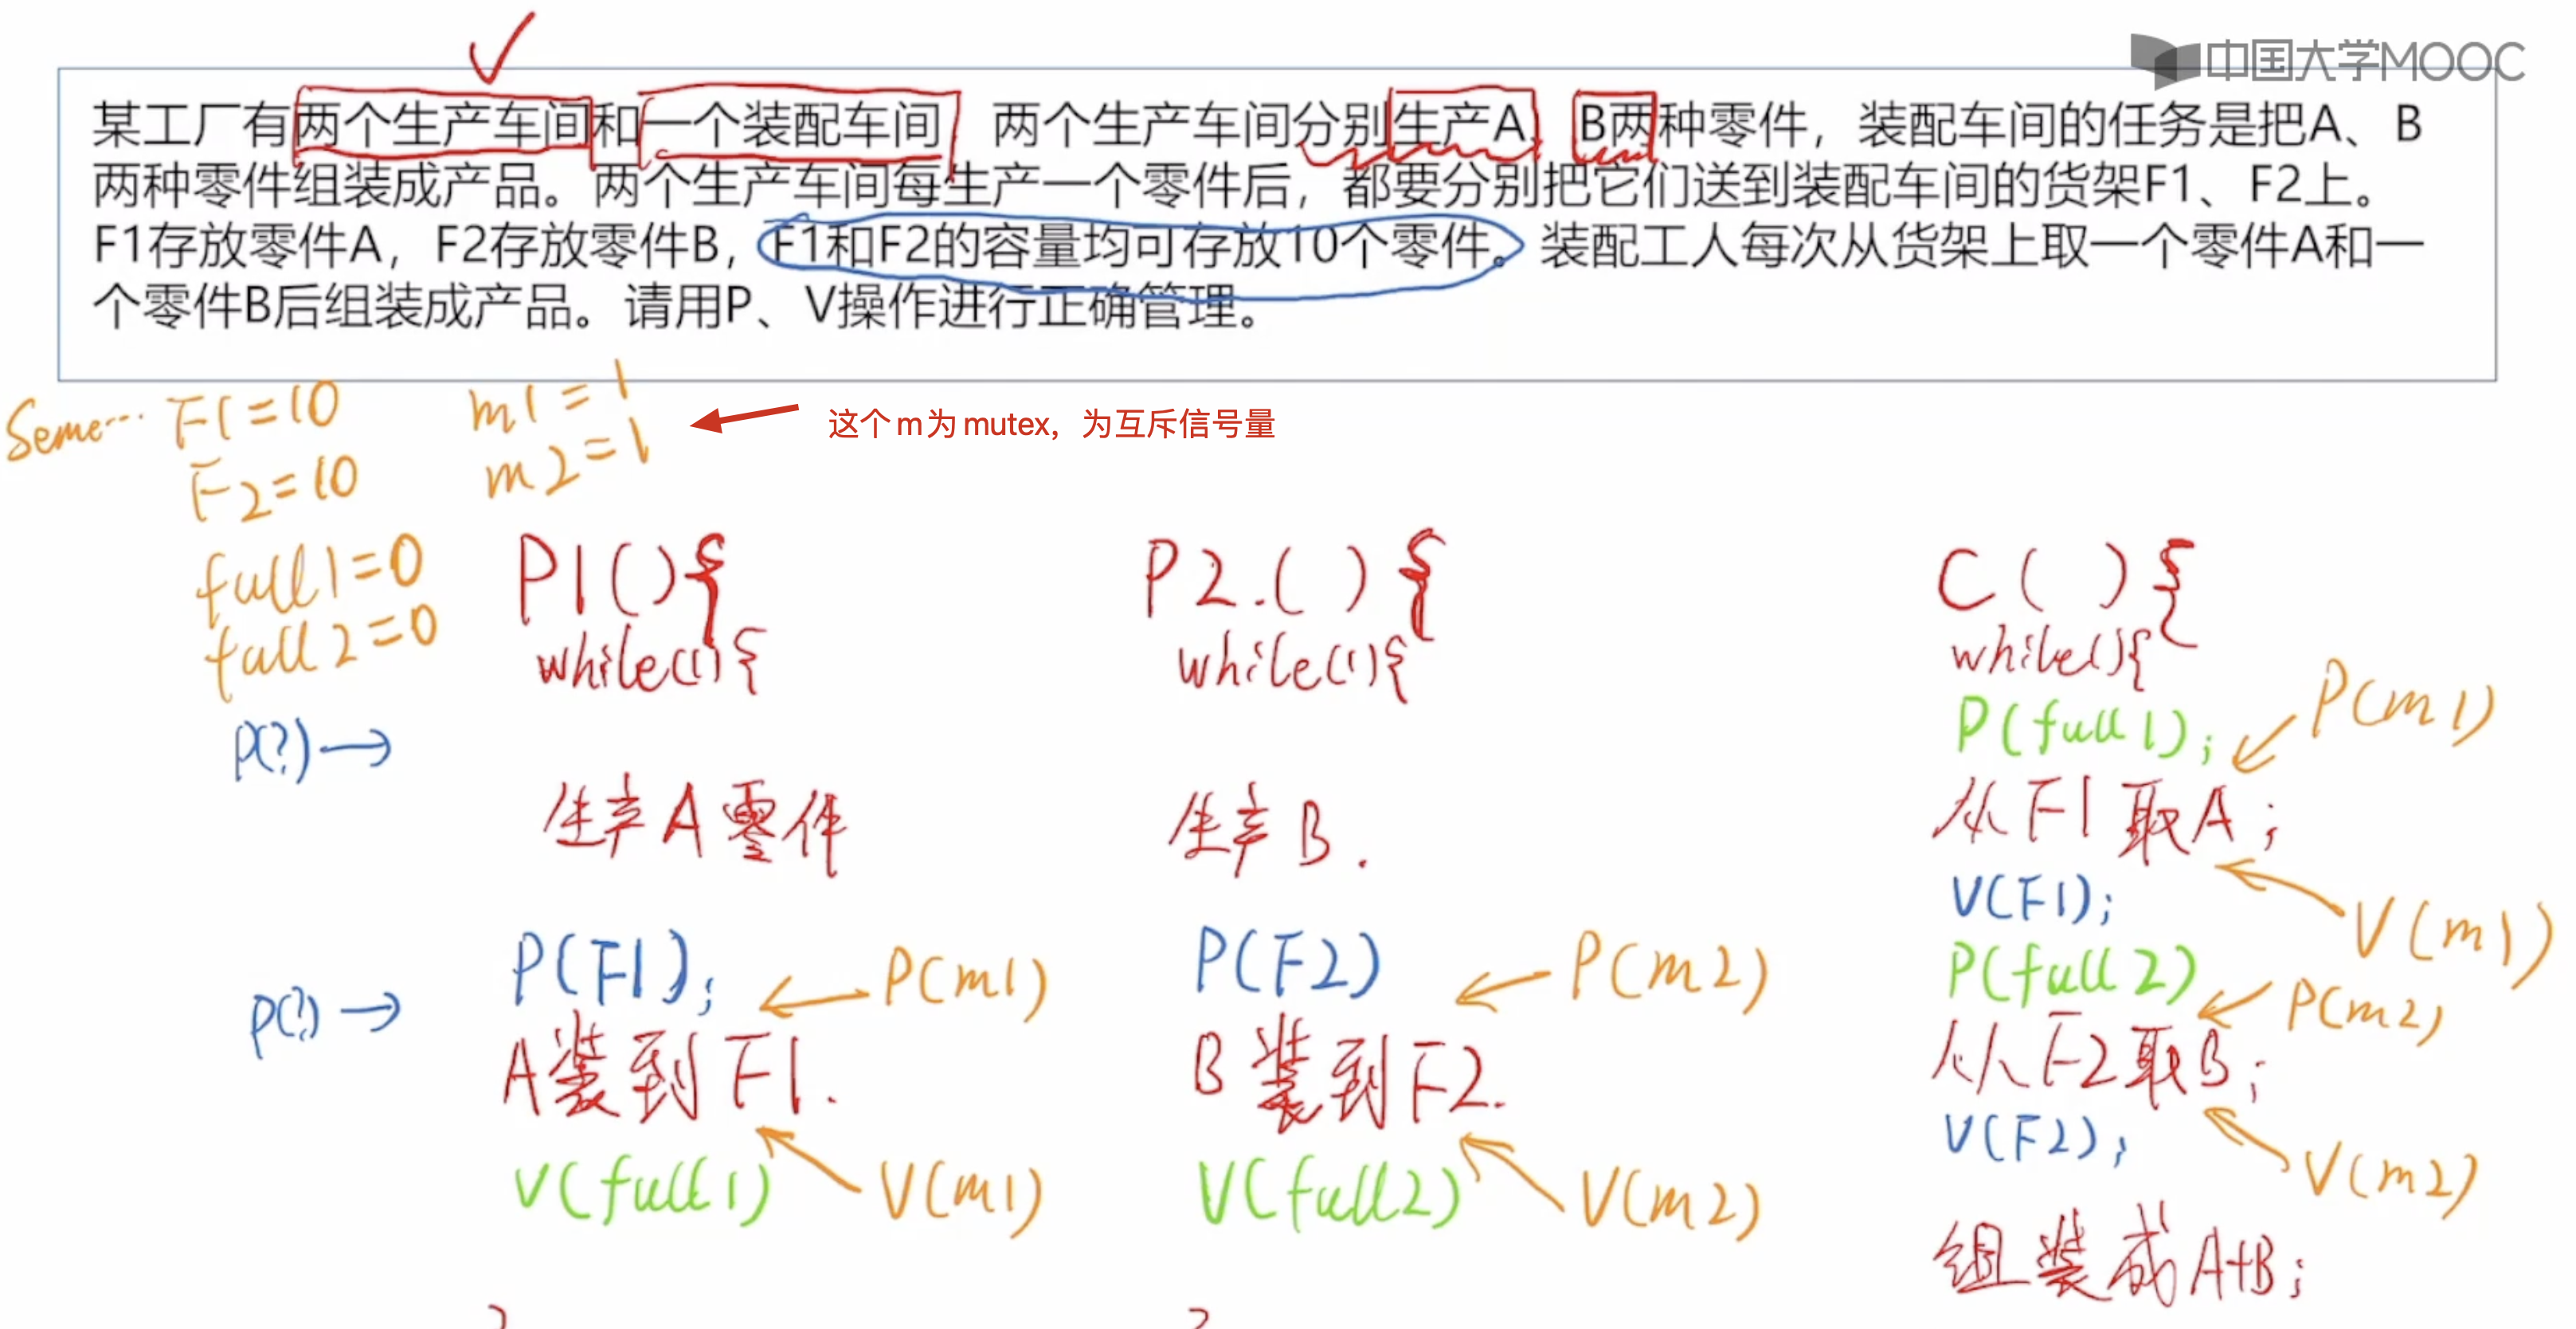 中国大学MOOC
某工厂有两个生产车间和一个装配车间，两个生产车间分别生产A、B两种零件，装配车间的任务是把A、B
两种零件组装成产品。两个生产车间每生产一个零件后，都要分别把它们送到装配车间的货架F1、F2上。
F1存放零件A，F2存放零件B，F1和F2的容量均可存放10个零件。装配工人每次从货架上取一个零件A和一
个零件B后组装成产品。请用P、V操作进行正确管理。
Seme... F1=10 m1=1
F2=10 m2=1
这个m为mutex，为互斥信号量
full1=0
full2=0
P1(){
while(1){
P(?)→
生产A零件
P(F1); P(m1)
P(?)→
A装到F1.
V(full1) V(m1)
}
P2.(){
while(1){
生产B.
P(F2) P(m2)
B装到F2.
V(full2) V(m2)
}
C(){
while(){
P(full1); P(m1)
从F1取A;
V(F1); V(m1)
P(full2) P(m2)
从F2取B;
V(F2); V(m2)
组装成A+B;